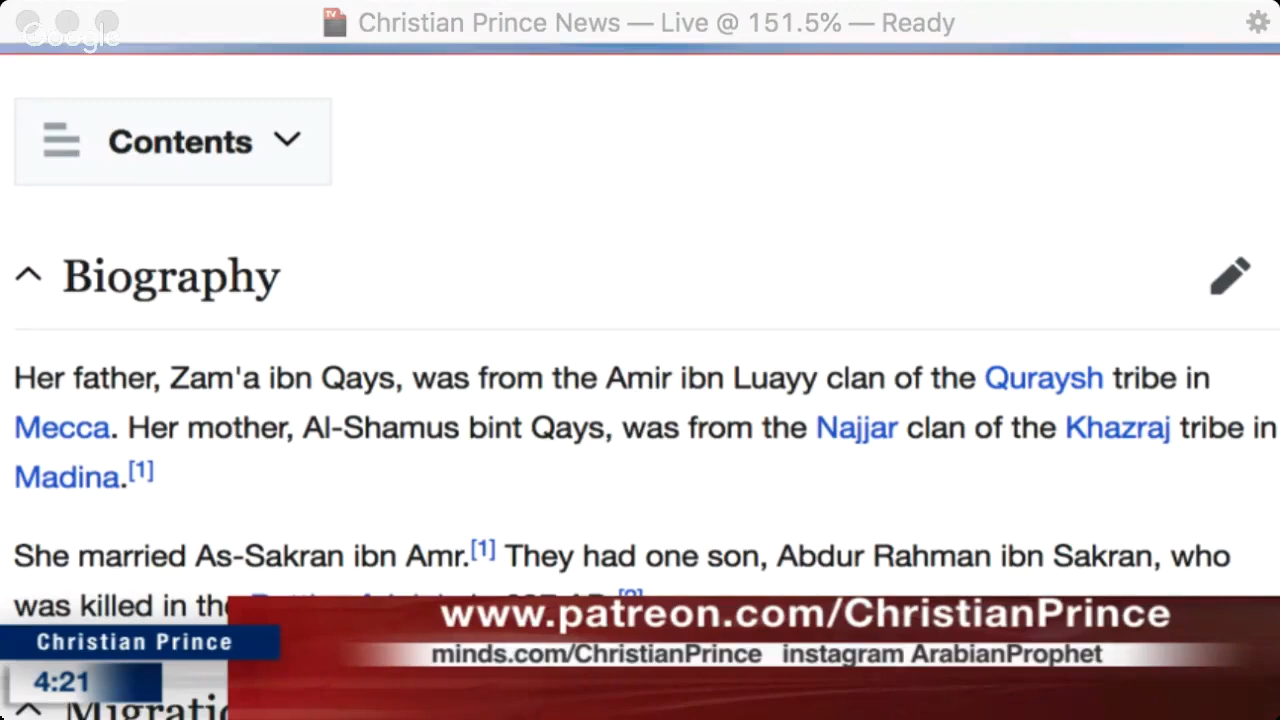 Christian Prince News — Live @ 151.5% — Ready
Google
Contents
Biography
Her father, Zam'a ibn Qays, was from the Amir ibn Luayy clan of the Quraysh tribe in
Mecca. Her mother, Al-Shamus bint Qays, was from the Najjar clan of the Khazraj tribe in
Madina.[1]
She married As-Sakran ibn Amr.[1] They had one son, Abdur Rahman ibn Sakran, who
was killed in the
www.patreon.com/ChristianPrince
Christian Prince
minds.com/ChristianPrince instagram ArabianProphet
4:21